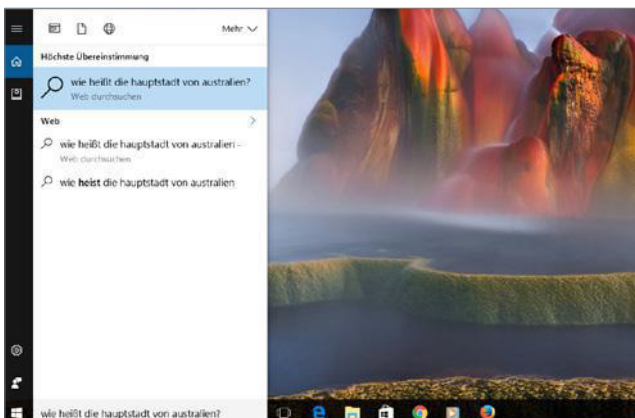 Mehr
Höchste Übereinstimmung
wie heißt die hauptstadt von australien?
Web durchsuchen
Web
wie heißt die hauptstadt von australien -
Web durchsuchen
wie heist die hauptstadt von australien
wie heißt die hauptstadt von australien?